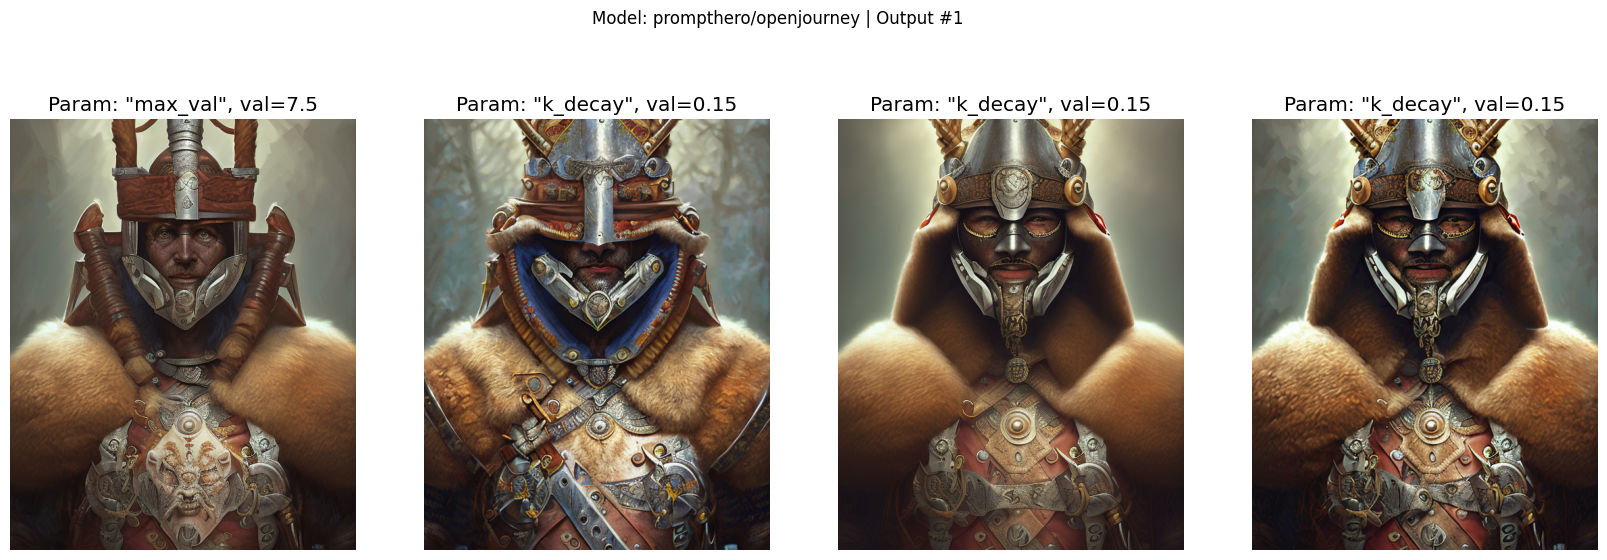 Model: prompthero/openjourney | Output #1
Param: "max_val", val=7.5
Param: "k_decay", val=0.15
Param: "k_decay", val=0.15
Param: "k_decay", val=0.15